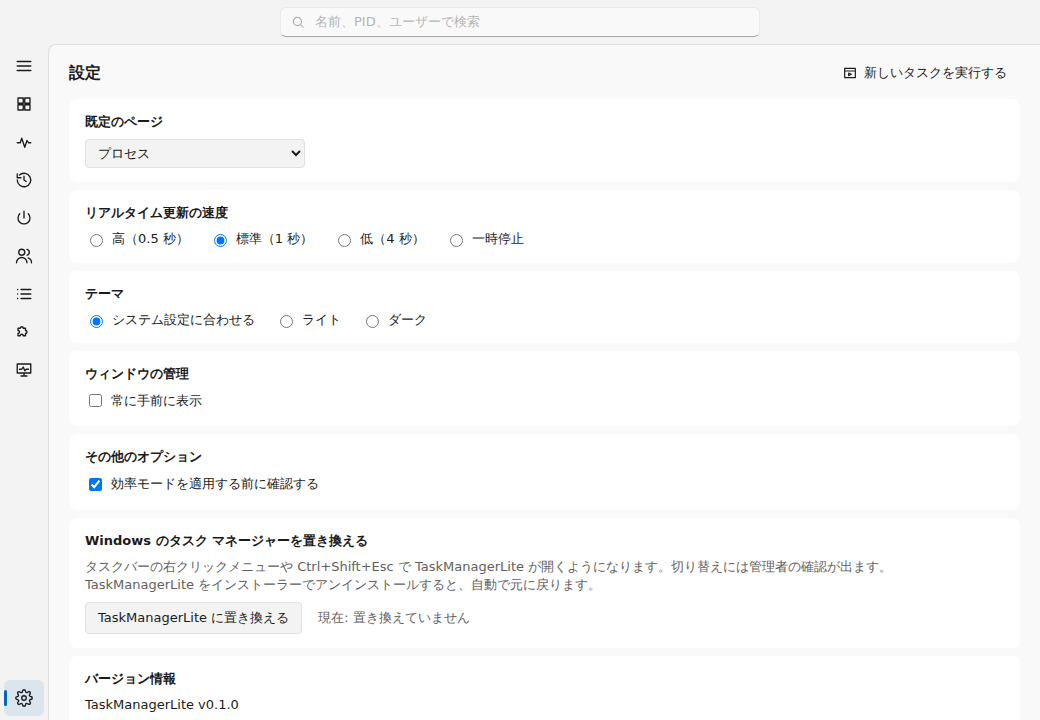 名前、PID、ユーザーで検索
設定
新しいタスクを実行する
既定のページ
プロセス
リアルタイム更新の速度
高（0.5 秒）
標準（1 秒）
低（4 秒）
一時停止
テーマ
システム設定に合わせる
ライト
ダーク
ウィンドウの管理
常に手前に表示
その他のオプション
効率モードを適用する前に確認する
Windows のタスク マネージャーを置き換える
タスクバーの右クリックメニューや Ctrl+Shift+Esc で TaskManagerLite が開くようになります。切り替えには管理者の確認が出ます。
TaskManagerLite をインストーラーでアンインストールすると、自動で元に戻ります。
TaskManagerLite に置き換える
現在: 置き換えていません
バージョン情報
TaskManagerLite v0.1.0